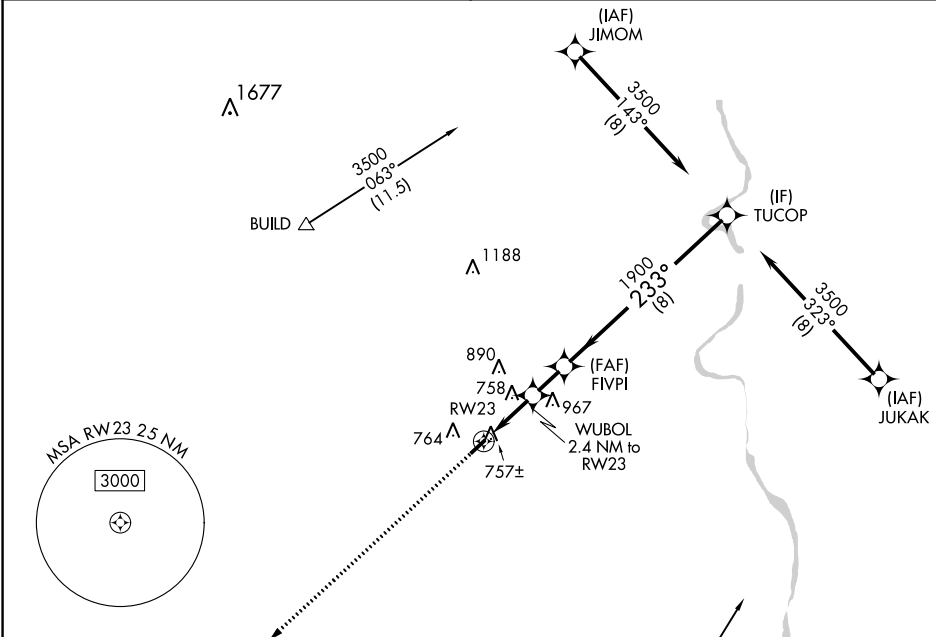 (IAF)
JIMOM
1677
3500
143°
(8)
3500
063°
(11.5)
BUILD
(IF)
TUCOP
1188
1900
233°
(8)
3500
323°
(8)
890
(FAF)
FIVPI
758
967
(IAF)
JUKAK
RW23
764
WUBOL
2.4 NM to
RW23
757±
MSA RW23 25 NM
3000